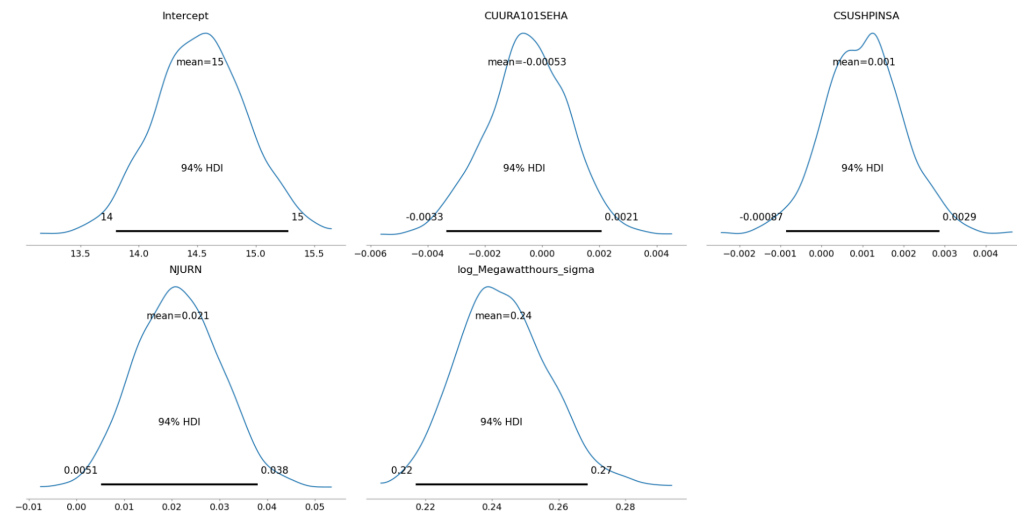 Intercept
mean=15
94% HDI
14
15
13.5 14.0 14.5 15.0 15.5
CUURA101SEHA
mean=-0.00053
94% HDI
-0.0033
0.0021
−0.006 −0.004 −0.002 0.000 0.002 0.004
CSUSHPINSA
mean=0.001
94% HDI
-0.00087
0.0029
−0.002 −0.001 0.000 0.001 0.002 0.003 0.004
NJURN
mean=0.021
94% HDI
0.0051
0.038
−0.01 0.00 0.01 0.02 0.03 0.04 0.05
log_Megawatthours_sigma
mean=0.24
94% HDI
0.22
0.27
0.22 0.24 0.26 0.28